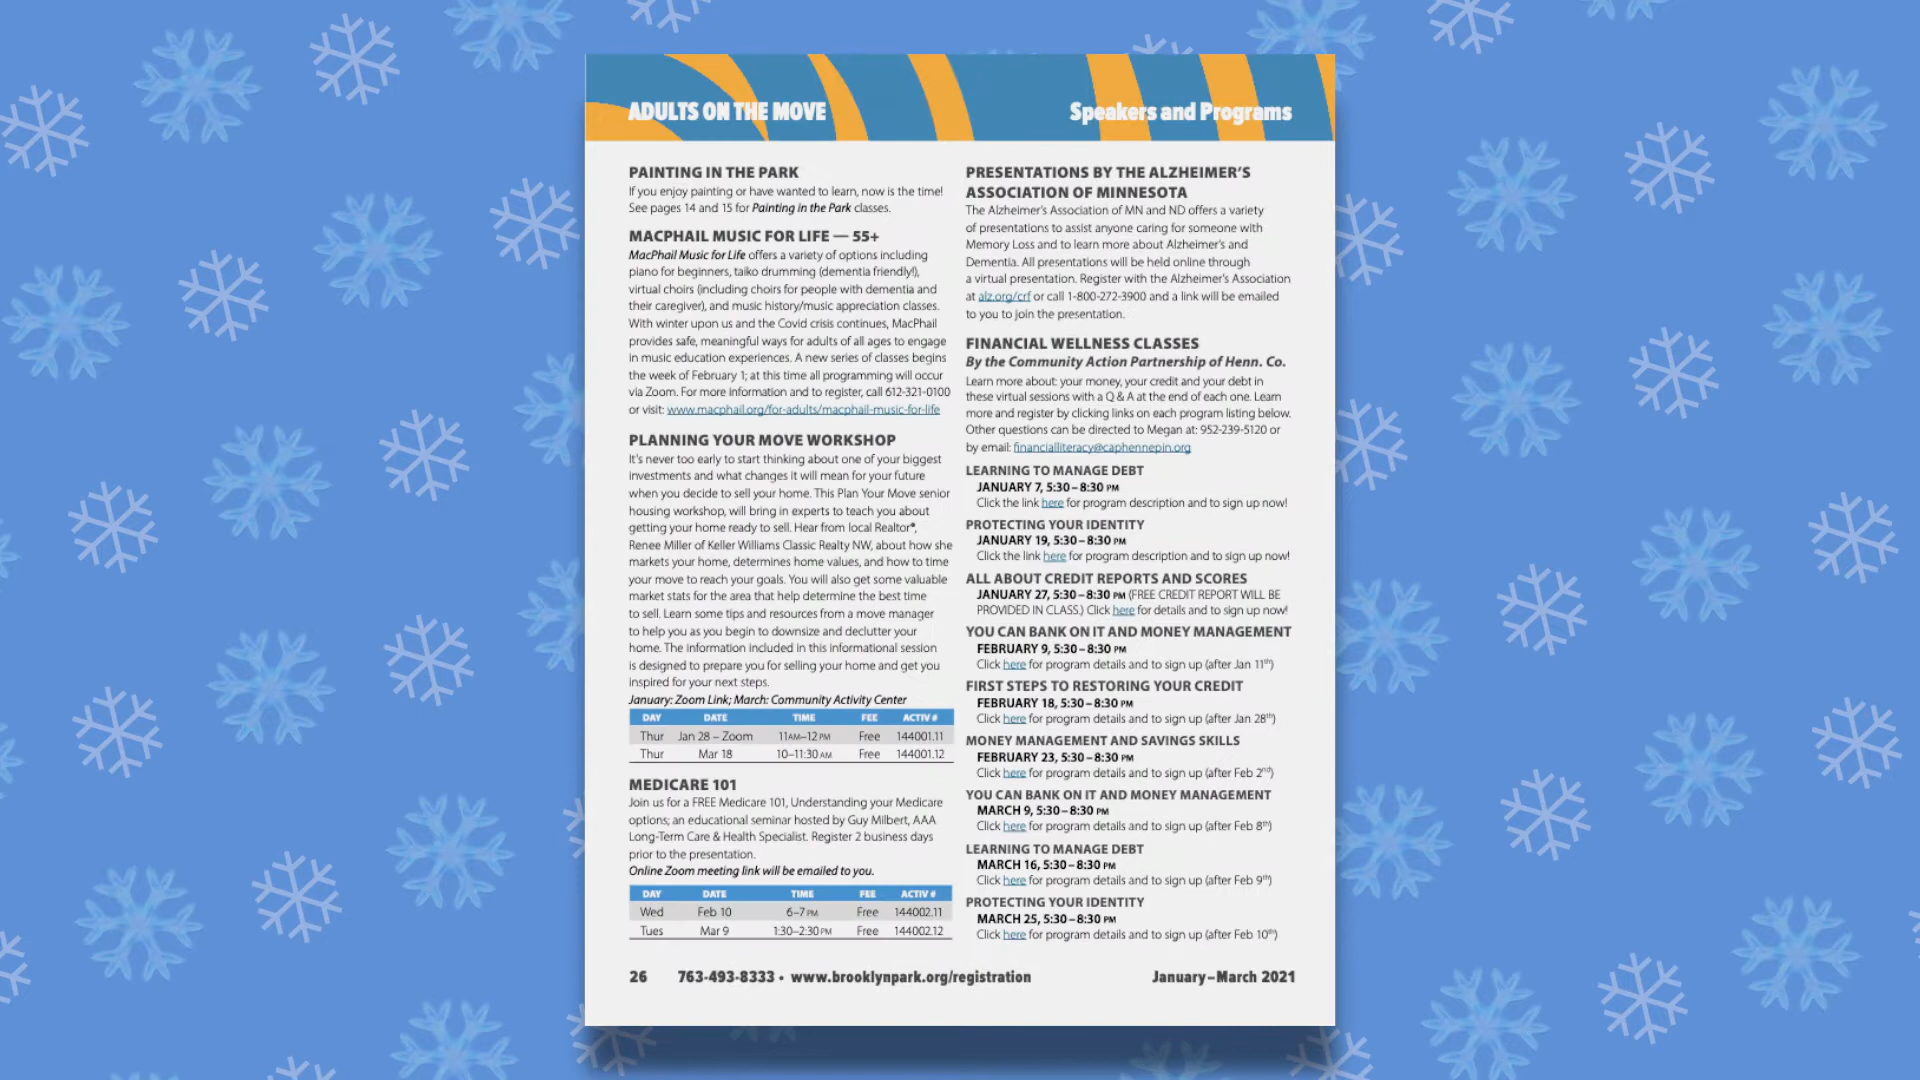 ADULTS ON THE MOVE
Speakers and Programs
PAINTING IN THE PARK
If you enjoy painting or have wanted to learn, now is the time!
See pages 14 and 15 for Painting in the Park classes.
MACPHAIL MUSIC FOR LIFE — 55+
MacPhail Music for Life offers a variety of options including
piano for beginners, taiko drumming (dementia friendly!),
virtual choirs (including choirs for people with dementia and
their caregiver), and music history/music appreciation classes.
With winter upon us and the Covid crisis continues, MacPhail
provides safe, meaningful ways for adults of all ages to engage
in music education experiences. A new series of classes begins
the week of February 1; at this time all programming will occur
via Zoom. For more information and to register, call 612-321-0100
or visit: www.macphail.org/for-adults/macphail-music-for-life
PLANNING YOUR MOVE WORKSHOP
It's never too early to start thinking about one of your biggest
investments and what changes it will mean for your future
when you decide to sell your home. This Plan Your Move senior
housing workshop, will bring in experts to teach you about
getting your home ready to sell. Hear from local Realtor®,
Renee Miller of Keller Williams Classic Realty NW, about how she
markets your home, determines home values, and how to time
your move to reach your goals. You will also get some valuable
market stats for the area that help determine the best time
to sell. Learn some tips and resources from a move manager
to help you as you begin to downsize and declutter your
home. The information included in this informational session
is designed to prepare you for selling your home and get you
inspired for your next steps.
January: Zoom Link; March: Community Activity Center
DAY DATE TIME FEE ACTIV #
Thur Jan 28 – Zoom 11AM–12 PM Free 144001.11
Thur Mar 18 10–11:30 AM Free 144001.12
MEDICARE 101
Join us for a FREE Medicare 101, Understanding your Medicare
options; an educational seminar hosted by Guy Milbert, AAA
Long-Term Care & Health Specialist. Register 2 business days
prior to the presentation.
Online Zoom meeting link will be emailed to you.
DAY DATE TIME FEE ACTIV #
Wed Feb 10 6–7 PM Free 144002.11
Tues Mar 9 1:30–2:30 PM Free 144002.12
PRESENTATIONS BY THE ALZHEIMER'S
ASSOCIATION OF MINNESOTA
The Alzheimer's Association of MN and ND offers a variety
of presentations to assist anyone caring for someone with
Memory Loss and to learn more about Alzheimer's and
Dementia. All presentations will be held online through
a virtual presentation. Register with the Alzheimer's Association
at alz.org/crf or call 1-800-272-3900 and a link will be emailed
to you to join the presentation.
FINANCIAL WELLNESS CLASSES
By the Community Action Partnership of Henn. Co.
Learn more about: your money, your credit and your debt in
these virtual sessions with a Q & A at the end of each one. Learn
more and register by clicking links on each program listing below.
Other questions can be directed to Megan at: 952-239-5120 or
by email: financialliteracy@caphennepin.org
LEARNING TO MANAGE DEBT
JANUARY 7, 5:30–8:30 PM
Click the link here for program description and to sign up now!
PROTECTING YOUR IDENTITY
JANUARY 19, 5:30–8:30 PM
Click the link here for program description and to sign up now!
ALL ABOUT CREDIT REPORTS AND SCORES
JANUARY 27, 5:30–8:30 PM (FREE CREDIT REPORT WILL BE
PROVIDED IN CLASS.) Click here for details and to sign up now!
YOU CAN BANK ON IT AND MONEY MANAGEMENT
FEBRUARY 9, 5:30–8:30 PM
Click here for program details and to sign up (after Jan 11th)
FIRST STEPS TO RESTORING YOUR CREDIT
FEBRUARY 18, 5:30–8:30 PM
Click here for program details and to sign up (after Jan 28th)
MONEY MANAGEMENT AND SAVINGS SKILLS
FEBRUARY 23, 5:30–8:30 PM
Click here for program details and to sign up (after Feb 2nd)
YOU CAN BANK ON IT AND MONEY MANAGEMENT
MARCH 9, 5:30–8:30 PM
Click here for program details and to sign up (after Feb 8th)
LEARNING TO MANAGE DEBT
MARCH 16, 5:30–8:30 PM
Click here for program details and to sign up (after Feb 9th)
PROTECTING YOUR IDENTITY
MARCH 25, 5:30–8:30 PM
Click here for program details and to sign up (after Feb 10th)
26 763-493-8333 • www.brooklynpark.org/registration January–March 2021